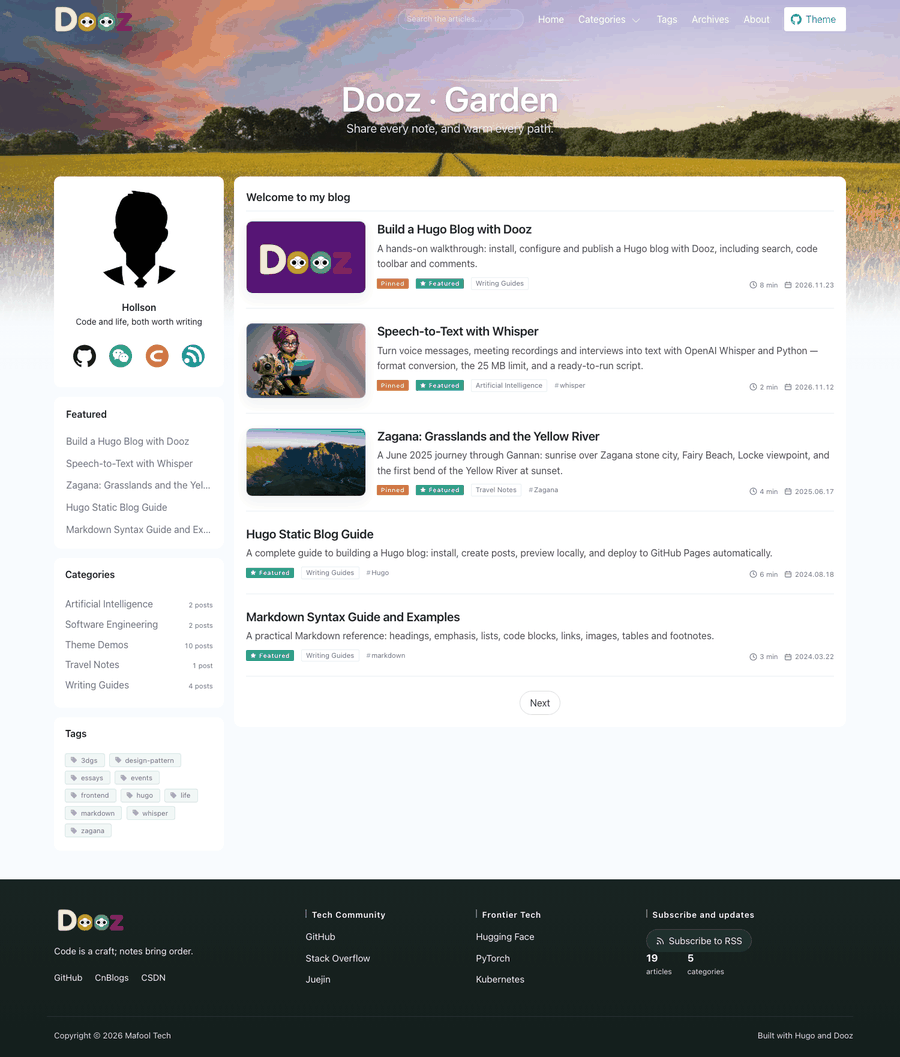 Dooz
Search the articles...
Home
Categories
Tags
Archives
About
Theme
Dooz · Garden
Share every note, and warm every path.
Hollson
Code and life, both worth writing
Featured
Build a Hugo Blog with Dooz
Speech-to-Text with Whisper
Zagana: Grasslands and the Yel...
Hugo Static Blog Guide
Markdown Syntax Guide and Ex...
Categories
Artificial Intelligence 2 posts
Software Engineering 2 posts
Theme Demos 10 posts
Travel Notes 1 post
Writing Guides 4 posts
Tags
3dgs design-pattern
essays events
frontend hugo life
markdown whisper
zagana
Welcome to my blog
Dooz
Build a Hugo Blog with Dooz
A hands-on walkthrough: install, configure and publish a Hugo blog with Dooz, including search, code
toolbar and comments.
Pinned Featured Writing Guides 8 min 2026.11.23
Speech-to-Text with Whisper
Turn voice messages, meeting recordings and interviews into text with OpenAI Whisper and Python —
format conversion, the 25 MB limit, and a ready-to-run script.
Pinned Featured Artificial Intelligence #whisper 2 min 2026.11.12
Zagana: Grasslands and the Yellow River
A June 2025 journey through Gannan: sunrise over Zagana stone city, Fairy Beach, Locke viewpoint, and
the first bend of the Yellow River at sunset.
Pinned Featured Travel Notes #Zagana 4 min 2025.06.17
Hugo Static Blog Guide
A complete guide to building a Hugo blog: install, create posts, preview locally, and deploy to GitHub Pages automatically.
Featured Writing Guides #Hugo 6 min 2024.08.18
Markdown Syntax Guide and Examples
A practical Markdown reference: headings, emphasis, lists, code blocks, links, images, tables and footnotes.
Featured Writing Guides #markdown 3 min 2024.03.22
Next
Dooz
Code is a craft; notes bring order.
GitHub CnBlogs CSDN
Tech Community
GitHub
Stack Overflow
Juejin
Frontier Tech
Hugging Face
PyTorch
Kubernetes
Subscribe and updates
Subscribe to RSS
19 5
articles categories
Copyright © 2026 Mafool Tech
Built with Hugo and Dooz